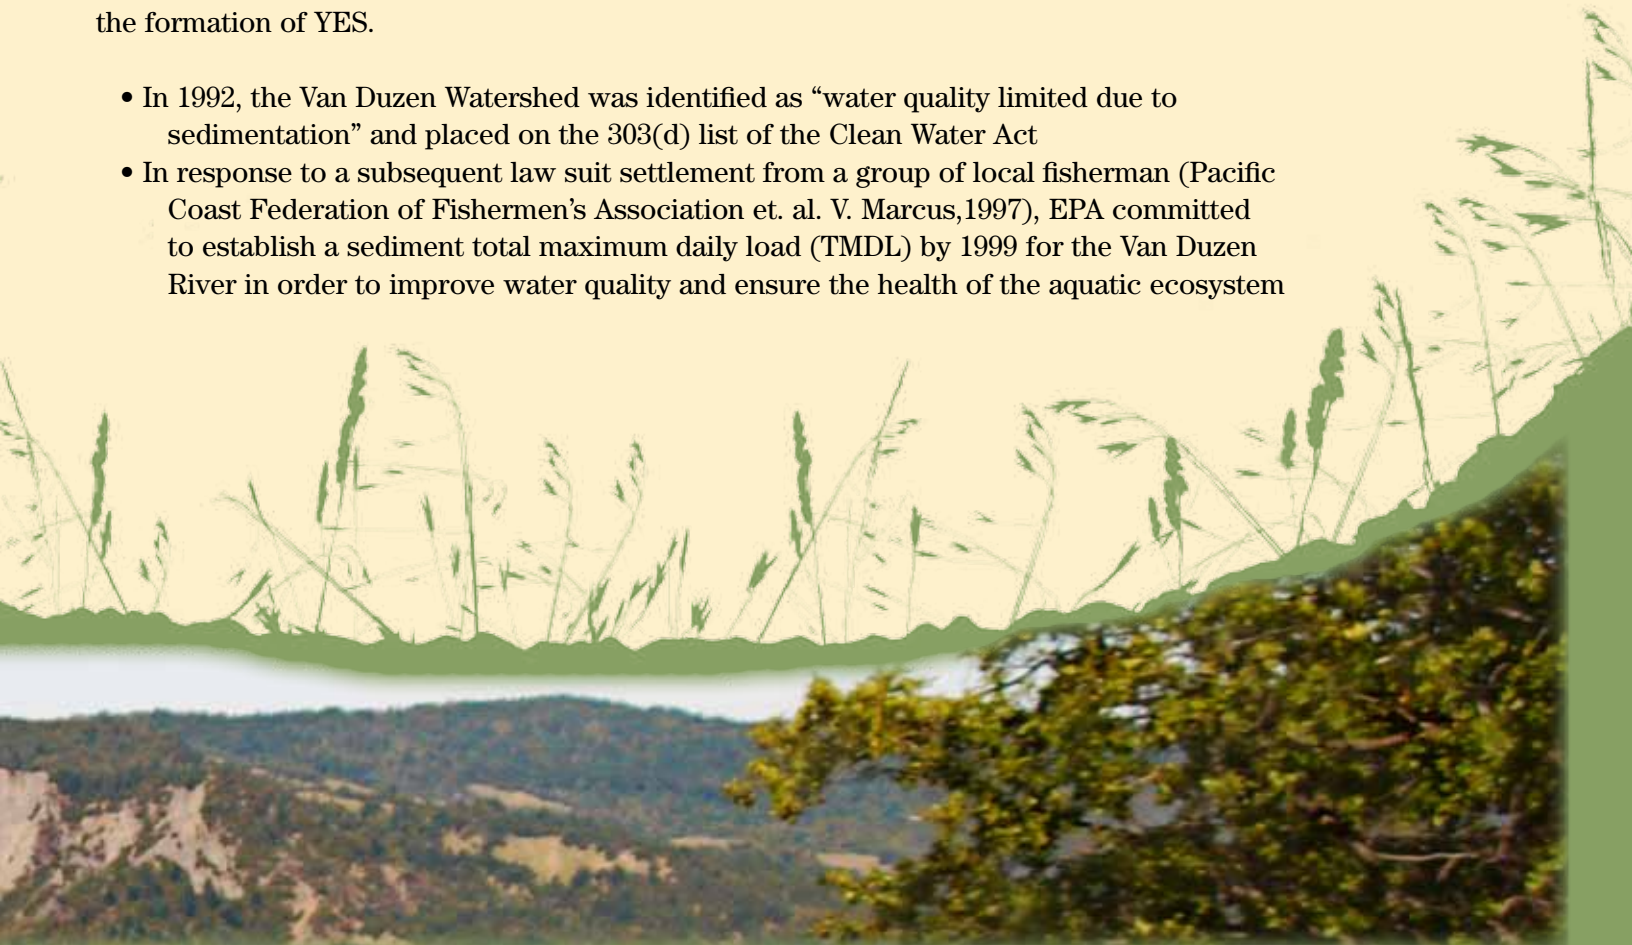 the formation of YES.
• In 1992, the Van Duzen Watershed was identified as “water quality limited due to
sedimentation” and placed on the 303(d) list of the Clean Water Act
• In response to a subsequent law suit settlement from a group of local fisherman (Pacific
Coast Federation of Fishermen’s Association et. al. V. Marcus,1997), EPA committed
to establish a sediment total maximum daily load (TMDL) by 1999 for the Van Duzen
River in order to improve water quality and ensure the health of the aquatic ecosystem